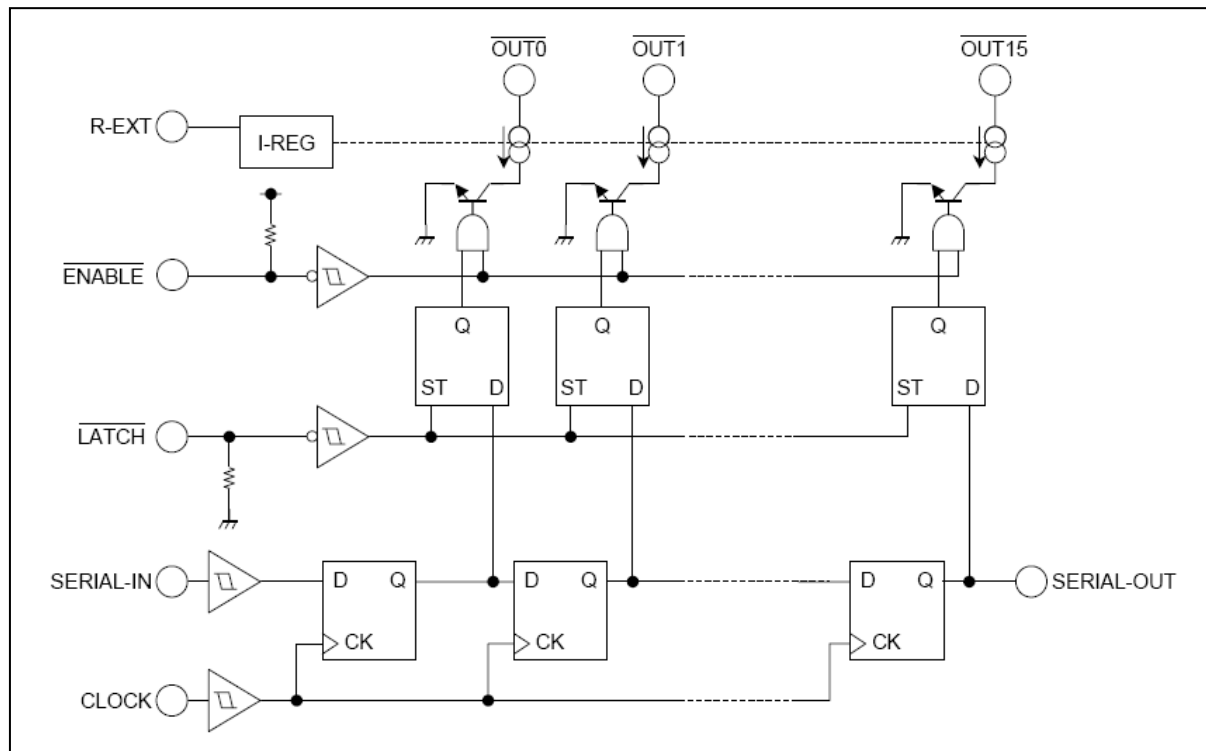 OUT0 OUT1 OUT15
R-EXT I-REG
ENABLE
Q Q Q
ST D ST D ST D
LATCH
SERIAL-IN D Q D Q D Q SERIAL-OUT
CK CK CK
CLOCK